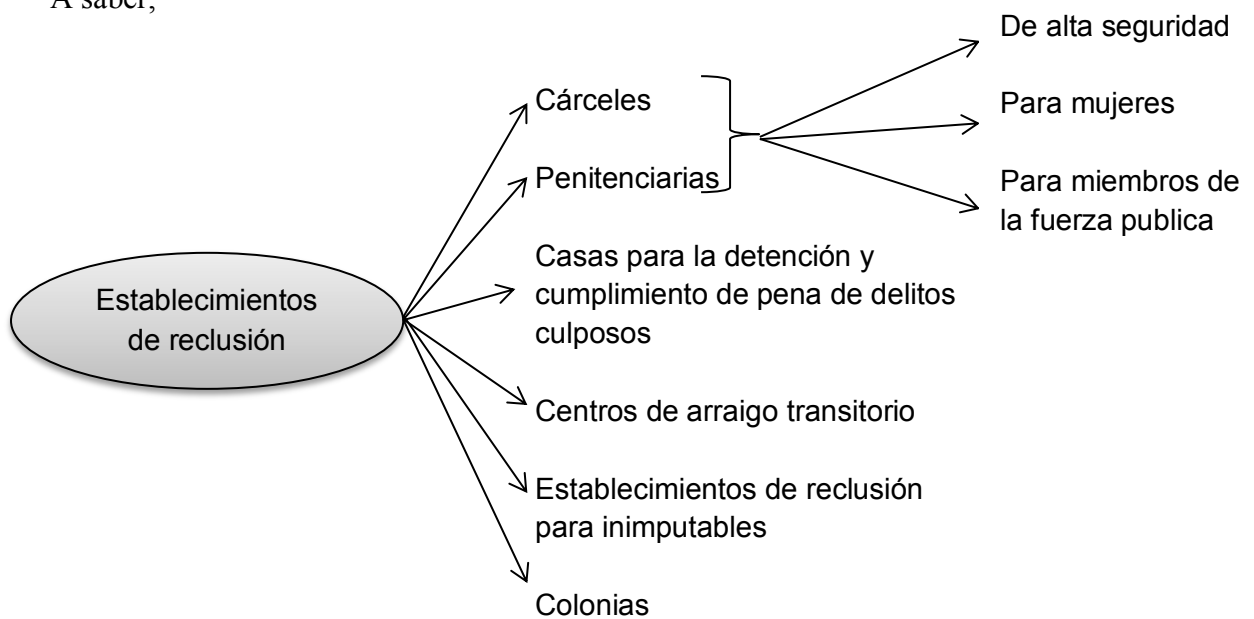 A saber;
Establecimientos
de reclusión
Cárceles
Penitenciarias
Casas para la detención y
cumplimiento de pena de delitos
culposos
Centros de arraigo transitorio
Establecimientos de reclusión
para inimputables
Colonias
De alta seguridad
Para mujeres
Para miembros de
la fuerza publica